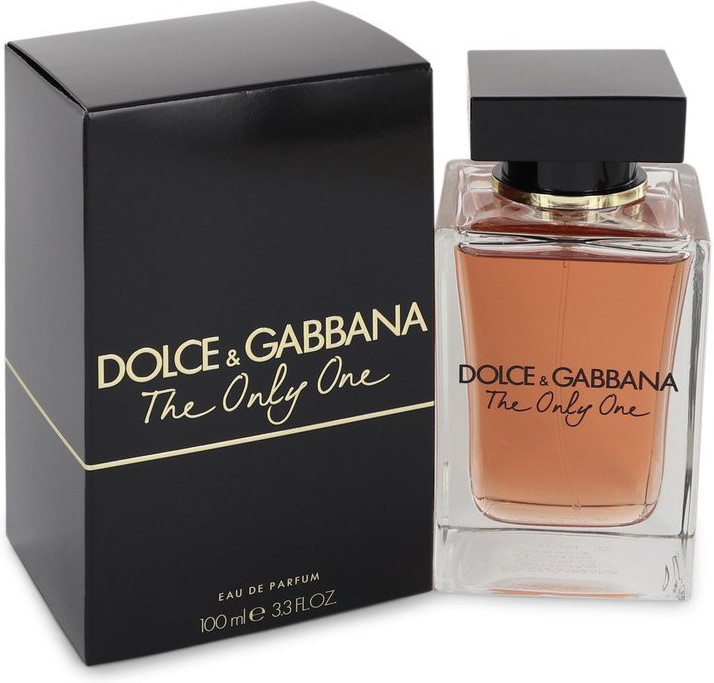 DOLCE & GABBANA
The Only One
EAU DE PARFUM
100 ml e 3.3 FL OZ
DOLCE & GABBANA
The Only One